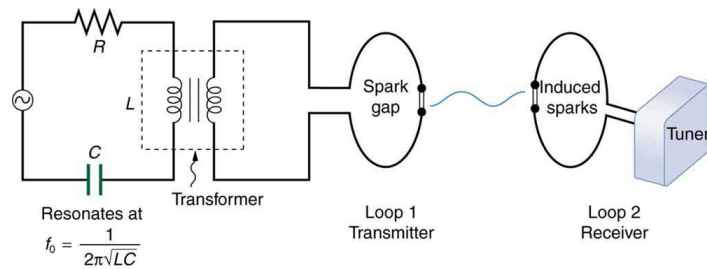 R
L
C
Transformer
Resonates at
f₀ = 1 / 2π√LC
Spark
gap
Loop 1
Transmitter
Induced
sparks
Tuner
Loop 2
Receiver